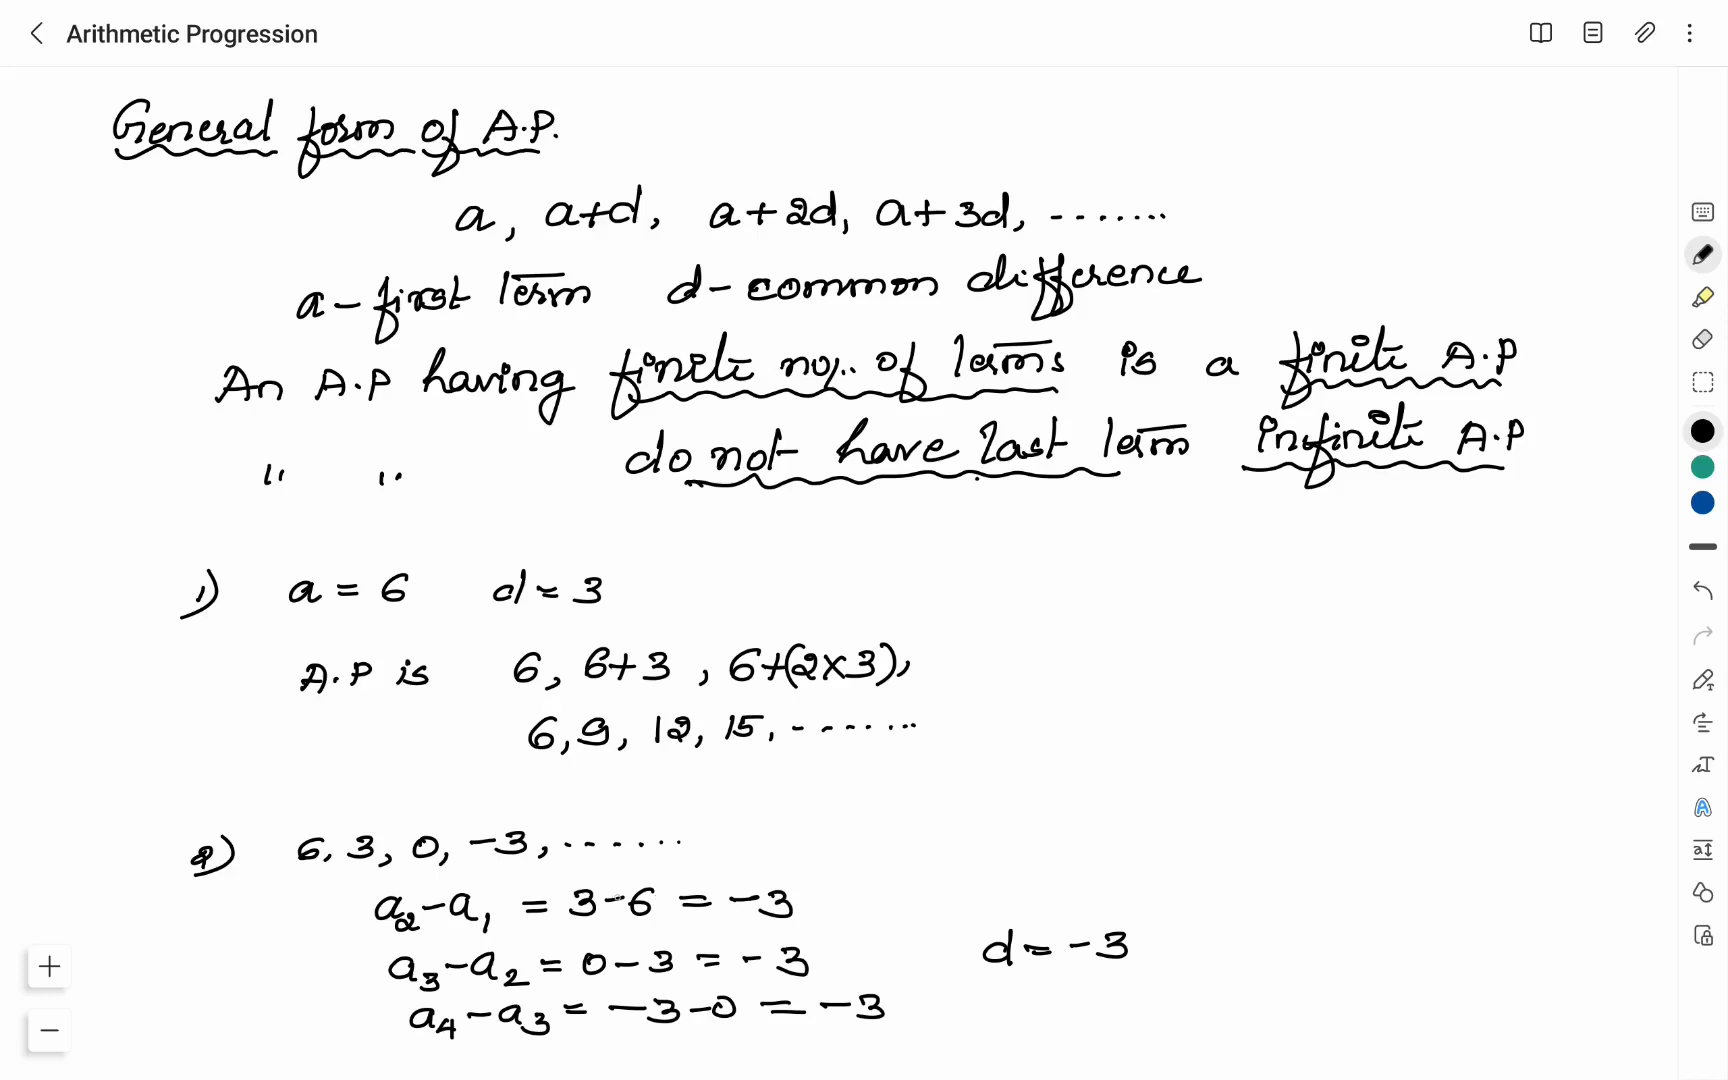 Arithmetic Progression
General form of A.P.
a, a+d, a+2d, a+3d, .......
a - first term d - common difference
An A.P having finite no,. of terms is a finite A.P
" " do not have last term infinite A.P
1) a = 6 d = 3
A.P is 6, 6+3 , 6+(2×3),
6, 9, 12, 15, .......
2) 6, 3, 0, -3, ......
a₂-a₁ = 3-6 = -3
a₃-a₂ = 0-3 = -3 d = -3
a₄-a₃ = -3-0 = -3